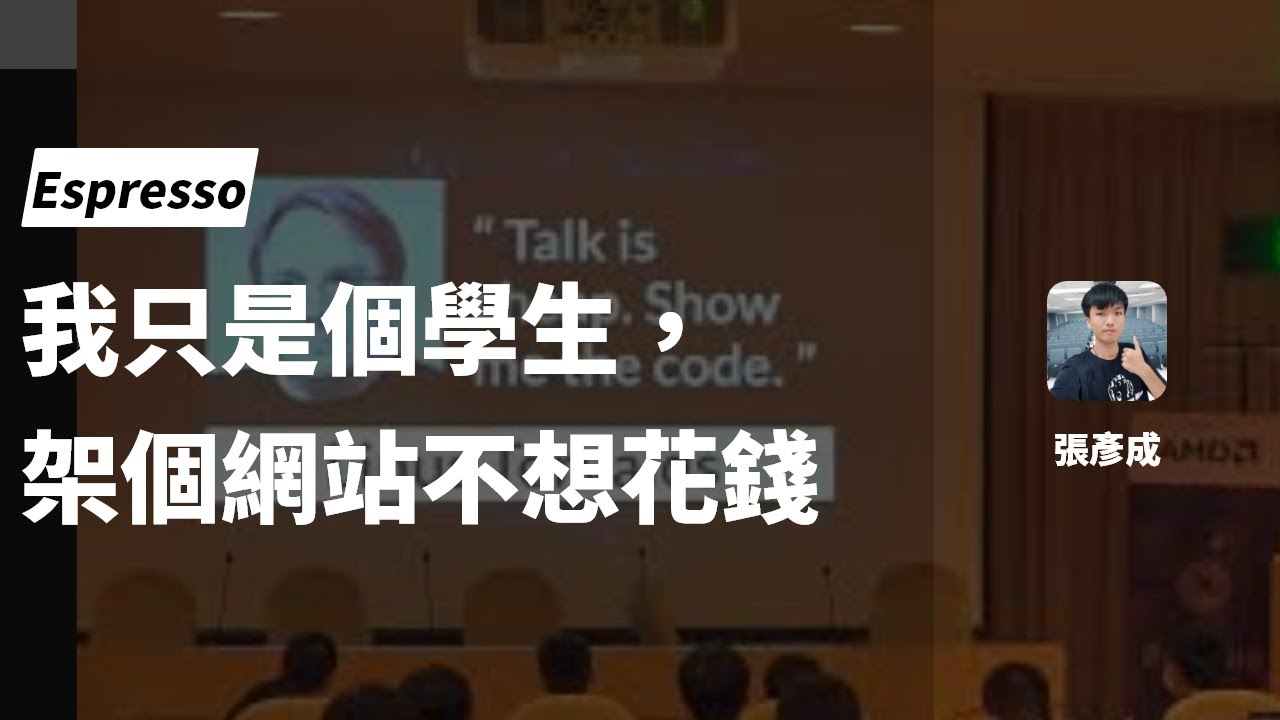 Espresso
“ Talk is
Show
me the code. ”
我只是個學生，
架個網站不想花錢
張彥成
AMD